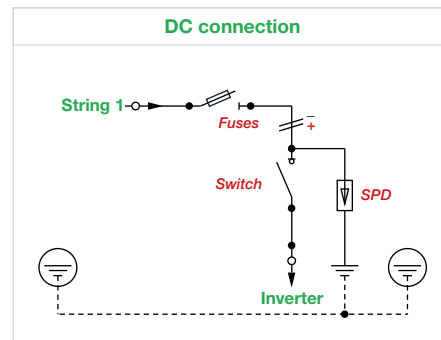 DC connection
String 1
Fuses
–
+
Switch
SPD
Inverter